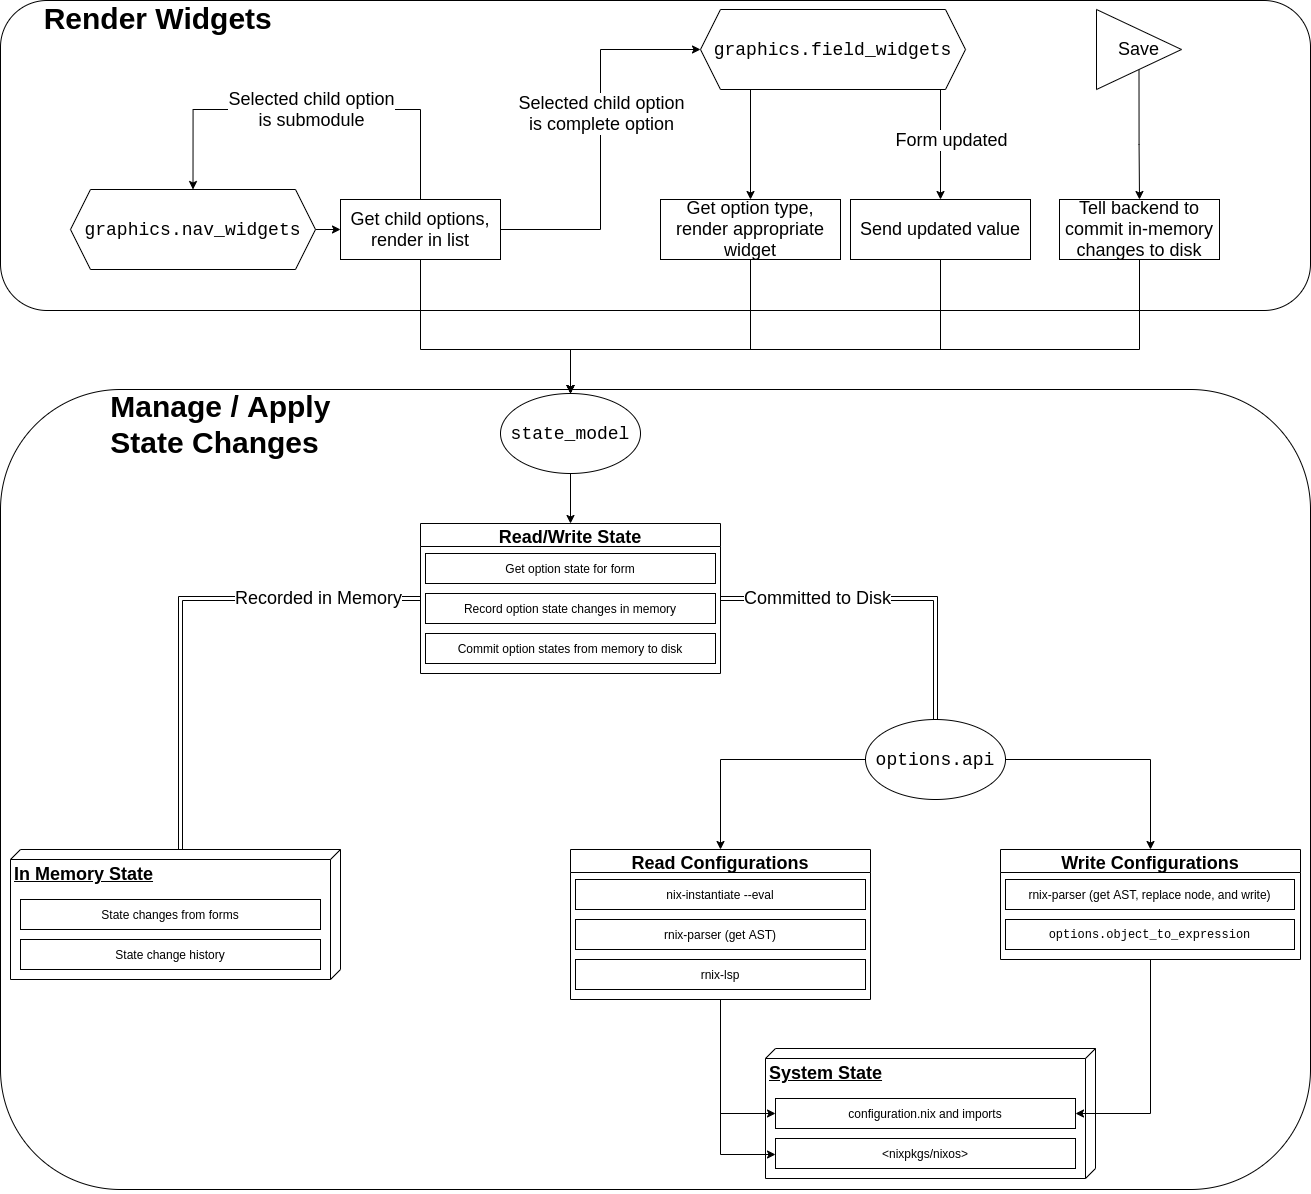 Render Widgets
graphics.field_widgets
Save
Selected child option
is submodule
Selected child option
is complete option
Form updated
graphics.nav_widgets
Get child options,
render in list
Get option type,
render appropriate
widget
Send updated value
Tell backend to
commit in-memory
changes to disk
Manage / Apply
State Changes
state_model
Read/Write State
Get option state for form
Recorded in Memory
Record option state changes in memory
Committed to Disk
Commit option states from memory to disk
options.api
In Memory State
State changes from forms
State change history
Read Configurations
nix-instantiate --eval
rnix-parser (get AST)
rnix-lsp
Write Configurations
rnix-parser (get AST, replace node, and write)
options.object_to_expression
System State
configuration.nix and imports
<nixpkgs/nixos>